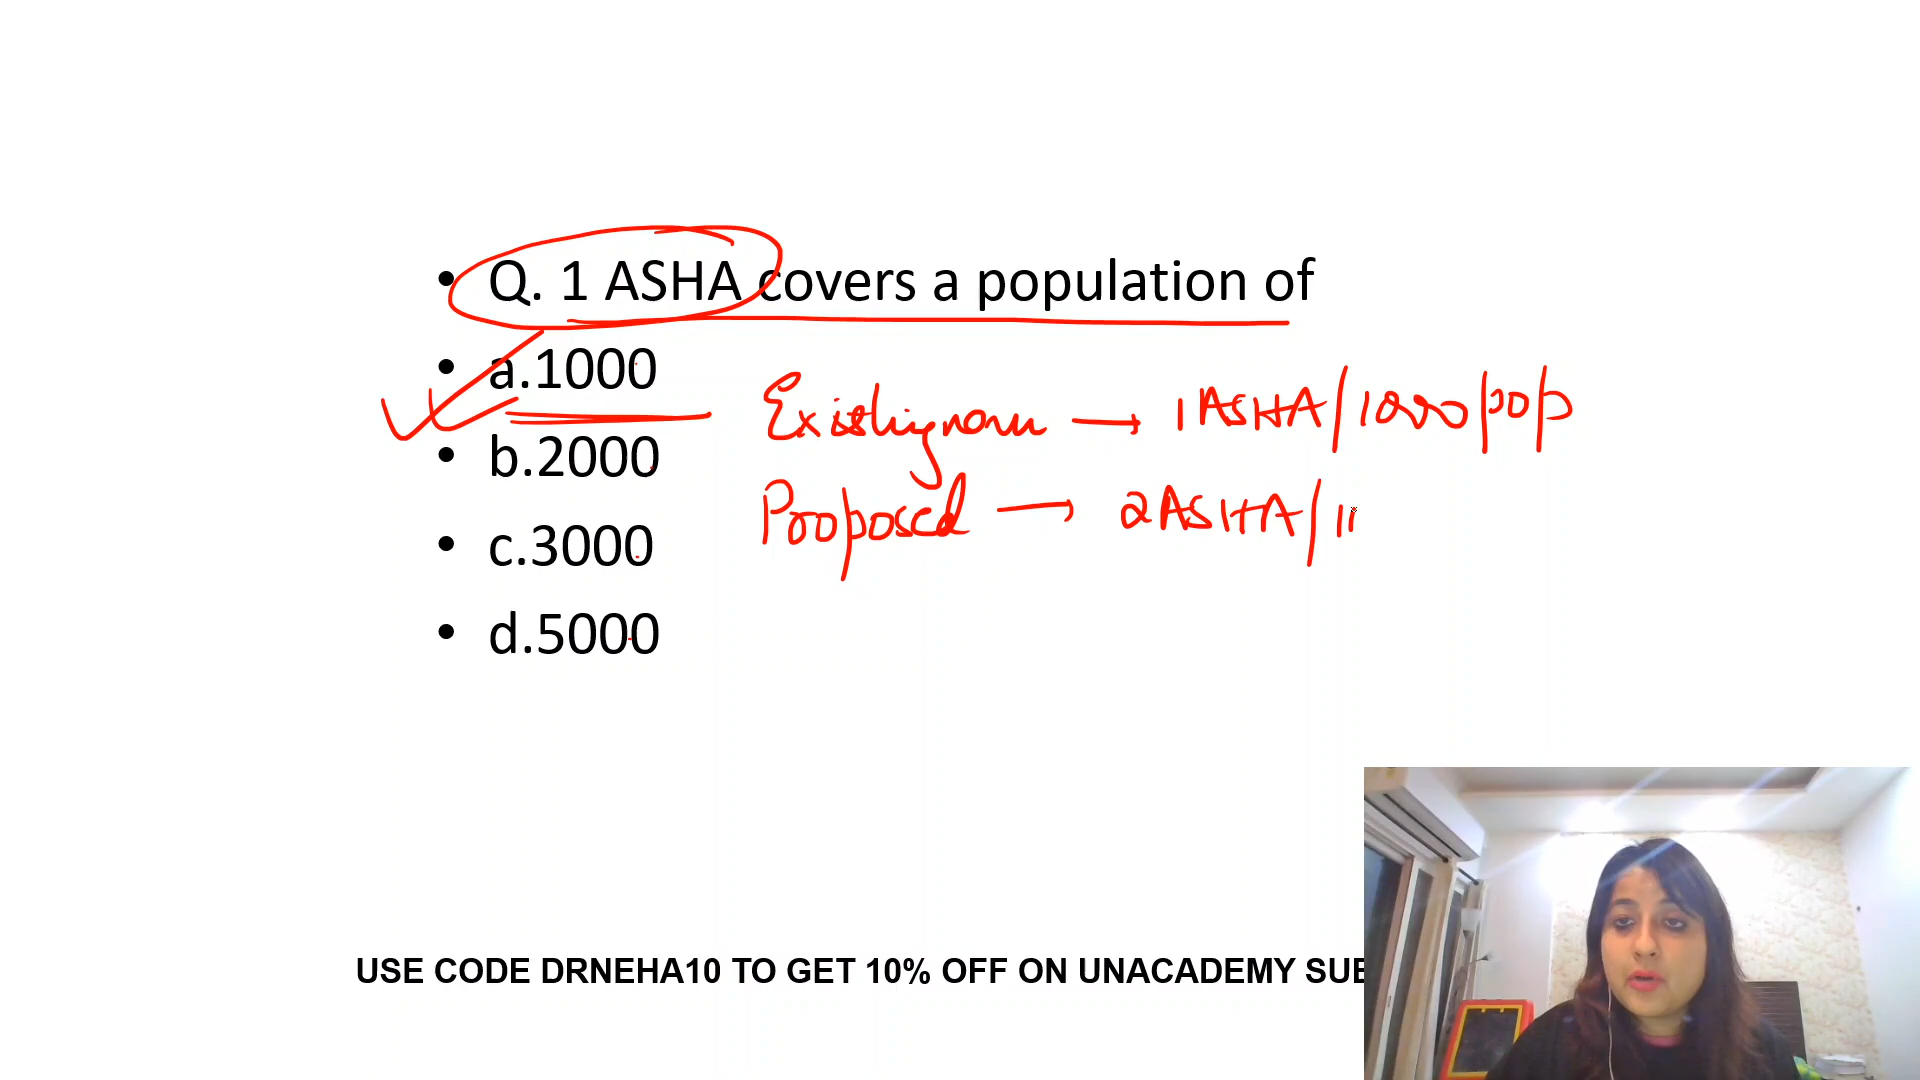 • Q. 1 ASHA covers a population of
• a.1000
Existing norm → 1 ASHA/1000 pop
• b.2000
Proposed → 2 ASHA/1
• c.3000
• d.5000
USE CODE DRNEHA10 TO GET 10% OFF ON UNACADEMY SUB